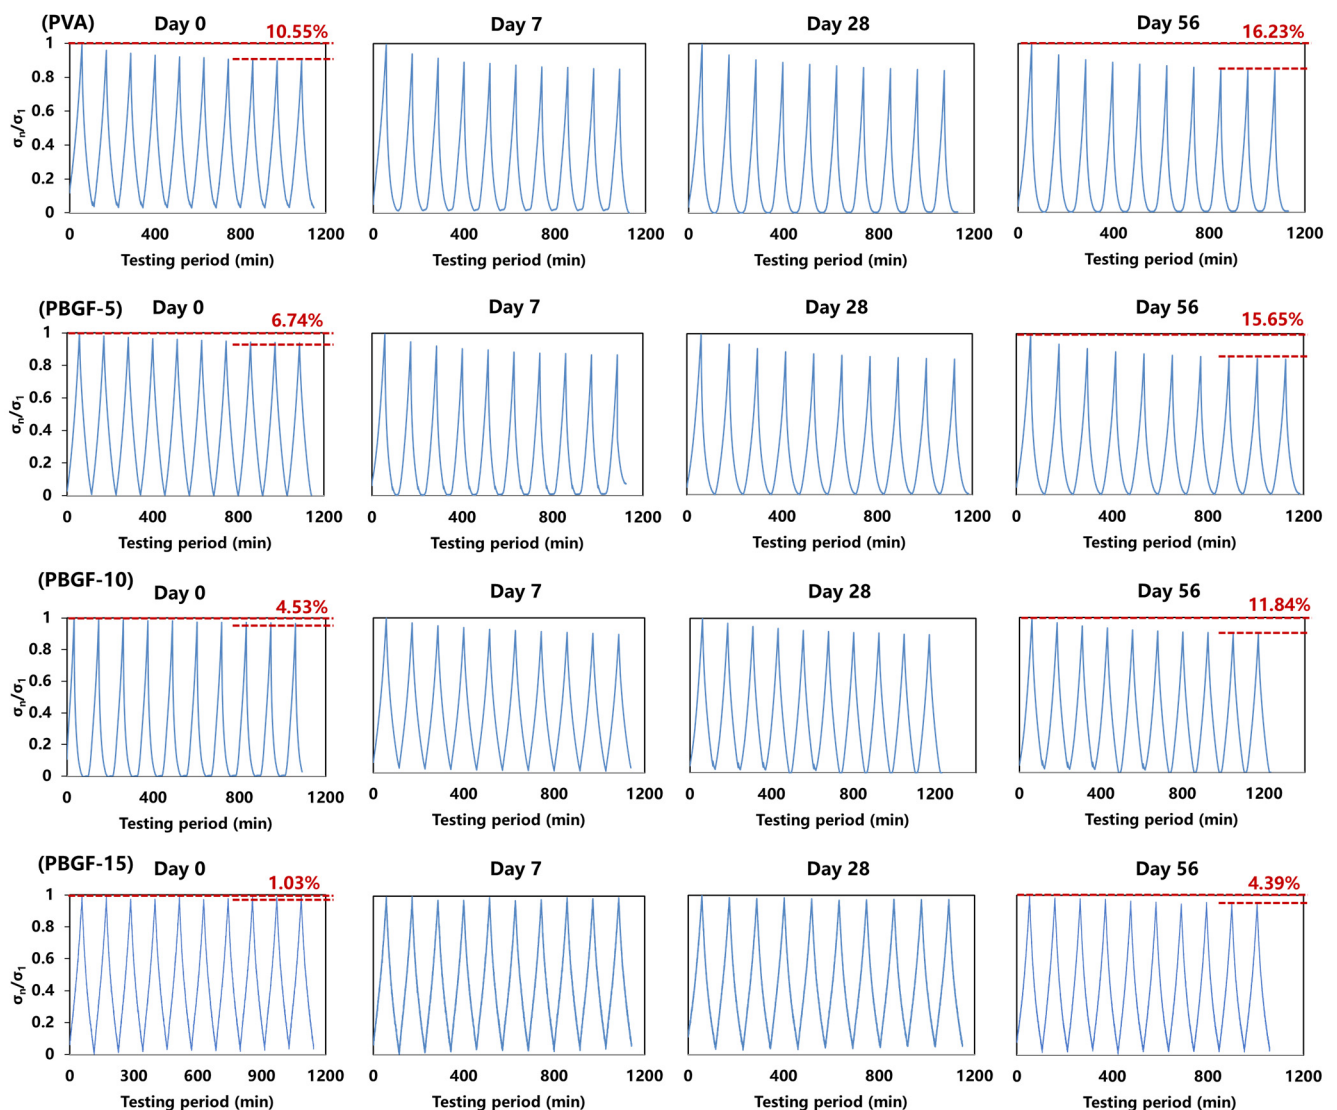 (PVA) Day 0 Day 7 Day 28 Day 56
10.55% 16.23%
1
0.8
0.6
0.4
0.2
0
σn/σ1
0 400 800 1200 0 400 800 1200 0 400 800 1200 0 400 800 1200
Testing period (min) Testing period (min) Testing period (min) Testing period (min)
(PBGF-5) Day 0 Day 7 Day 28 Day 56
6.74% 15.65%
1
0.8
0.6
0.4
0.2
0
σn/σ1
0 400 800 1200 0 400 800 1200 0 400 800 1200 0 400 800 1200
Testing period (min) Testing period (min) Testing period (min) Testing period (min)
(PBGF-10) Day 0 Day 7 Day 28 Day 56
4.53% 11.84%
1
0.8
0.6
0.4
0.2
0
σn/σ1
0 400 800 1200 0 400 800 1200 0 400 800 1200 0 400 800 1200
Testing period (min) Testing period (min) Testing period (min) Testing period (min)
(PBGF-15) Day 0 Day 7 Day 28 Day 56
1.03% 4.39%
1
0.8
0.6
0.4
0.2
0
σn/σ1
0 300 600 900 1200 0 400 800 1200 0 400 800 1200 0 400 800 1200
Testing period (min) Testing period (min) Testing period (min) Testing period (min)